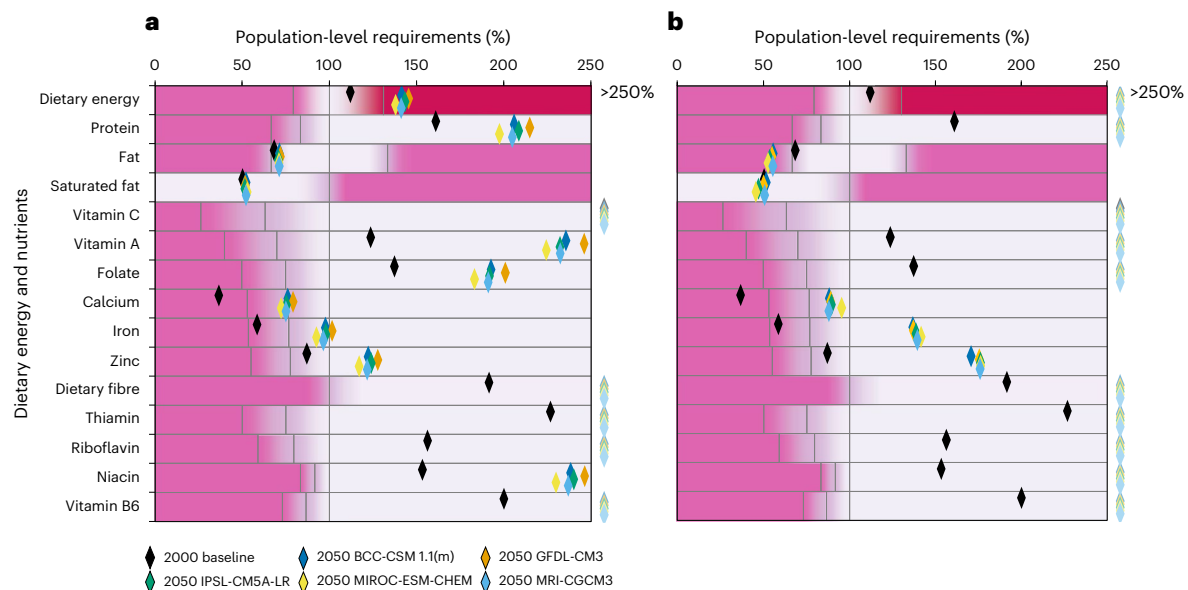 a
b
Population-level requirements (%)
Population-level requirements (%)
0 50 100 150 200 250
0 50 100 150 200 250
>250%
>250%
Dietary energy and nutrients
Dietary energy
Protein
Fat
Saturated fat
Vitamin C
Vitamin A
Folate
Calcium
Iron
Zinc
Dietary fibre
Thiamin
Riboflavin
Niacin
Vitamin B6
2000 baseline
2050 BCC-CSM 1.1(m)
2050 GFDL-CM3
2050 IPSL-CM5A-LR
2050 MIROC-ESM-CHEM
2050 MRI-CGCM3